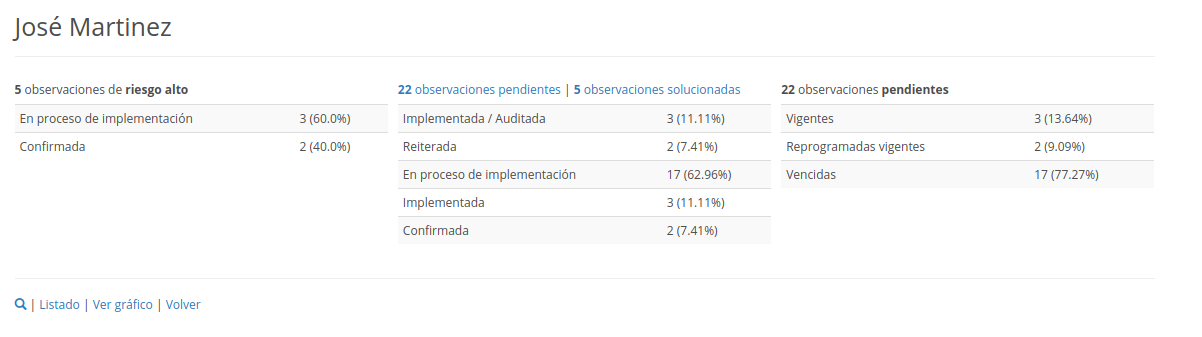 José Martinez
5 observaciones de riesgo alto
En proceso de implementación 3 (60.0%)
Confirmada 2 (40.0%)
22 observaciones pendientes | 5 observaciones solucionadas
Implementada / Auditada 3 (11.11%)
Reiterada 2 (7.41%)
En proceso de implementación 17 (62.96%)
Implementada 3 (11.11%)
Confirmada 2 (7.41%)
22 observaciones pendientes
Vigentes 3 (13.64%)
Reprogramadas vigentes 2 (9.09%)
Vencidas 17 (77.27%)
| Listado | Ver gráfico | Volver